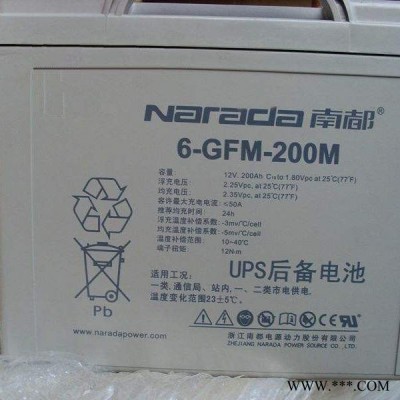 Narada 南都
6-GFM-200M
容量: 12V, 200Ah C₁₀ to 1.80Vpc at 25℃(77℉)
浮充电压: 2.25Vpc, at 25℃(77℉)
均充电压: 2.35Vpc, at 25℃(77℉)
容许最大充电电流: ≤50A
推荐均充时间: 24h
浮充温度补偿系数: -3mv/℃/cell
均充温度补偿系数: -5mv/℃/cell
工作温度范围: 10~40℃
端子扭矩: 12N·m
适用工况:
UPS后备电池
一类、通信局、站内,一、二类市电供电,
温度变化范围23±5℃。
Pb
www.naradapower.com
浙江南都电源动力股份有限公司
ZHEJIANG NARADA POWER SOURCE CO.,LTD
www.***.COM